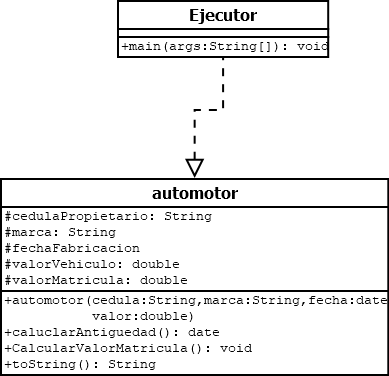 Ejecutor
+main(args:String[]): void
automotor
#cedulaPropietario: String
#marca: String
#fechaFabricacion
#valorVehiculo: double
#valorMatricula: double
+automotor(cedula:String,marca:String,fecha:date
valor:double)
+caluclarAntiguedad(): date
+CalcularValorMatricula(): void
+toString(): String